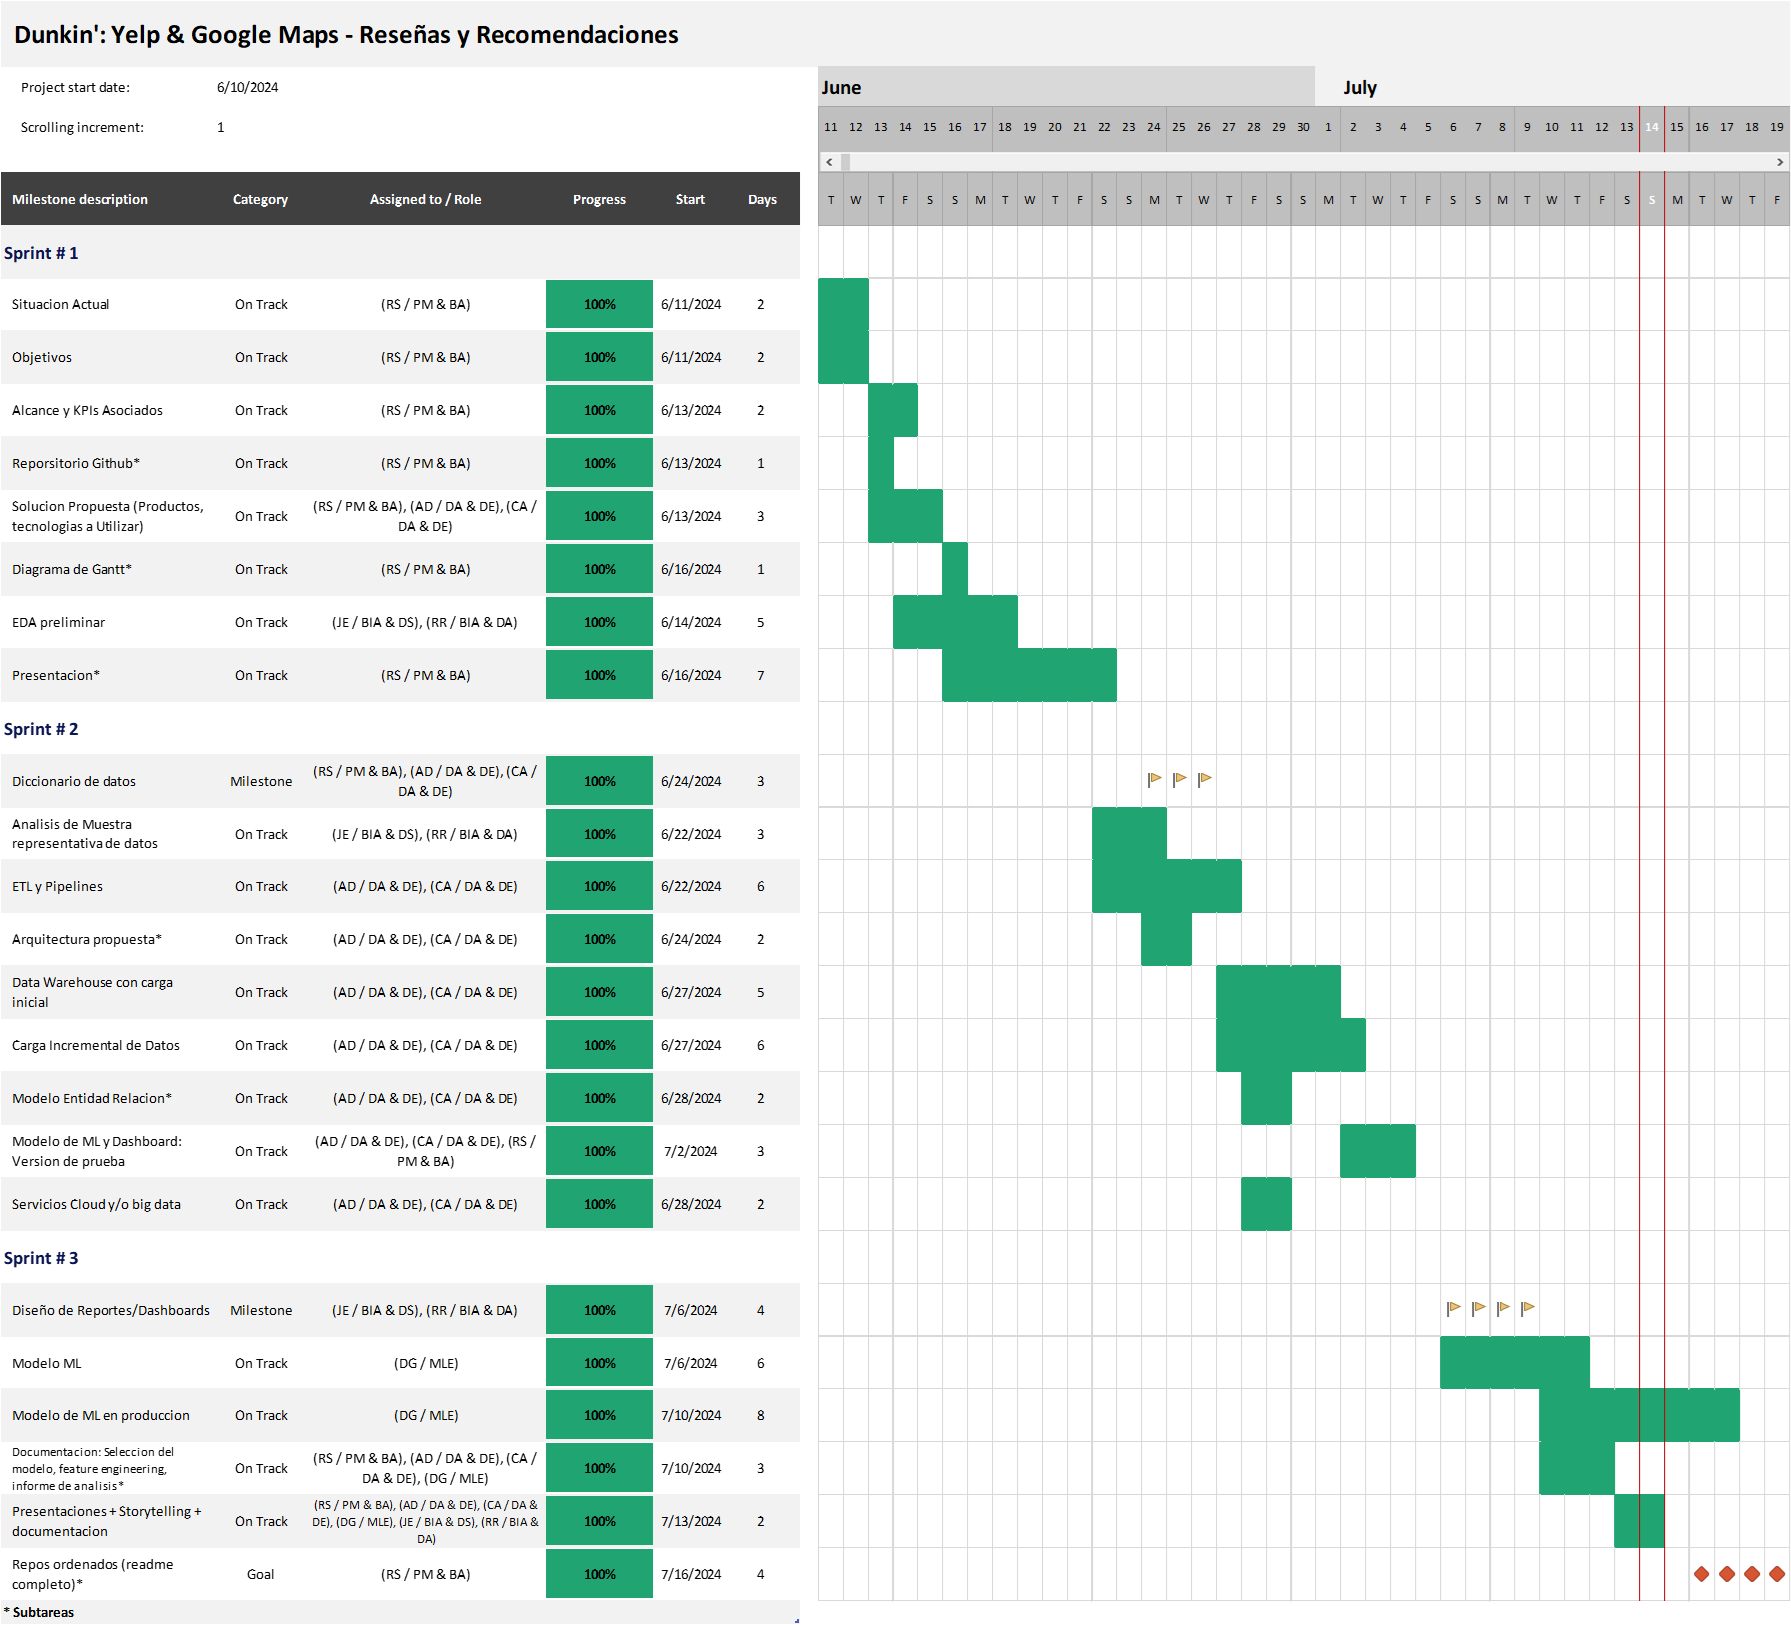 Dunkin': Yelp & Google Maps - Reseñas y Recomendaciones
Project start date: 6/10/2024
June July
Scrolling increment: 1
11 12 13 14 15 16 17 18 19 20 21 22 23 24 25 26 27 28 29 30 1 2 3 4 5 6 7 8 9 10 11 12 13 14 15 16 17 18 19
Milestone description Category Assigned to / Role Progress Start Days
T W T F S S M T W T F S S M T W T F S S M T W T F S S M T W T F S S M T W T F
Sprint # 1
Situacion Actual On Track (RS / PM & BA) 100% 6/11/2024 2
Objetivos On Track (RS / PM & BA) 100% 6/11/2024 2
Alcance y KPIs Asociados On Track (RS / PM & BA) 100% 6/13/2024 2
Reporsitorio Github* On Track (RS / PM & BA) 100% 6/13/2024 1
Solucion Propuesta (Productos,
tecnologias a Utilizar) On Track (RS / PM & BA), (AD / DA & DE), (CA /
DA & DE) 100% 6/13/2024 3
Diagrama de Gantt* On Track (RS / PM & BA) 100% 6/16/2024 1
EDA preliminar On Track (JE / BIA & DS), (RR / BIA & DA) 100% 6/14/2024 5
Presentacion* On Track (RS / PM & BA) 100% 6/16/2024 7
Sprint # 2
Diccionario de datos Milestone (RS / PM & BA), (AD / DA & DE), (CA /
DA & DE) 100% 6/24/2024 3
Analisis de Muestra
representativa de datos On Track (JE / BIA & DS), (RR / BIA & DA) 100% 6/22/2024 3
ETL y Pipelines On Track (AD / DA & DE), (CA / DA & DE) 100% 6/22/2024 6
Arquitectura propuesta* On Track (AD / DA & DE), (CA / DA & DE) 100% 6/24/2024 2
Data Warehouse con carga
inicial On Track (AD / DA & DE), (CA / DA & DE) 100% 6/27/2024 5
Carga Incremental de Datos On Track (AD / DA & DE), (CA / DA & DE) 100% 6/27/2024 6
Modelo Entidad Relacion* On Track (AD / DA & DE), (CA / DA & DE) 100% 6/28/2024 2
Modelo de ML y Dashboard:
Version de prueba On Track (AD / DA & DE), (CA / DA & DE), (RS /
PM & BA) 100% 7/2/2024 3
Servicios Cloud y/o big data On Track (AD / DA & DE), (CA / DA & DE) 100% 6/28/2024 2
Sprint # 3
Diseño de Reportes/Dashboards Milestone (JE / BIA & DS), (RR / BIA & DA) 100% 7/6/2024 4
Modelo ML On Track (DG / MLE) 100% 7/6/2024 6
Modelo de ML en produccion On Track (DG / MLE) 100% 7/10/2024 8
Documentacion: Seleccion del
modelo, feature engineering,
informe de analisis* On Track (RS / PM & BA), (AD / DA & DE), (CA /
DA & DE), (DG / MLE) 100% 7/10/2024 3
Presentaciones + Storytelling +
documentacion On Track (RS / PM & BA), (AD / DA & DE), (CA / DA &
DE), (DG / MLE), (JE / BIA & DS), (RR / BIA &
DA) 100% 7/13/2024 2
Repos ordenados (readme
completo)* Goal (RS / PM & BA) 100% 7/16/2024 4
* Subtareas